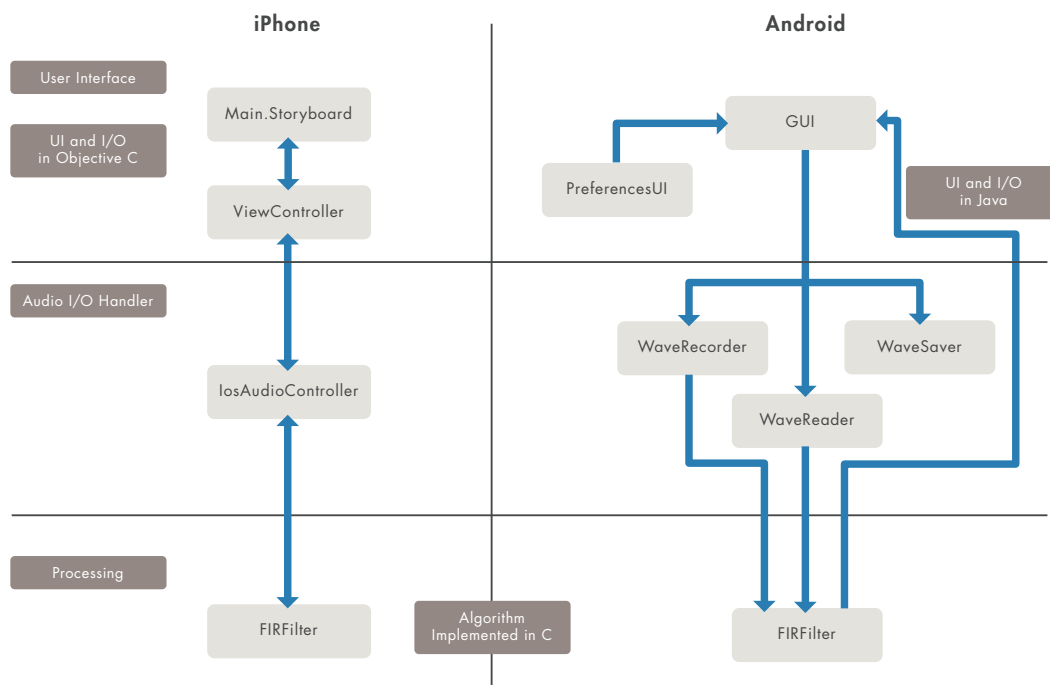 iPhone
Android
User Interface
Main.Storyboard
GUI
UI and I/O
in Objective C
PreferencesUI
UI and I/O
in Java
ViewController
Audio I/O Handler
WaveRecorder
WaveSaver
IosAudioController
WaveReader
Processing
FIRFilter
Algorithm
Implemented in C
FIRFilter